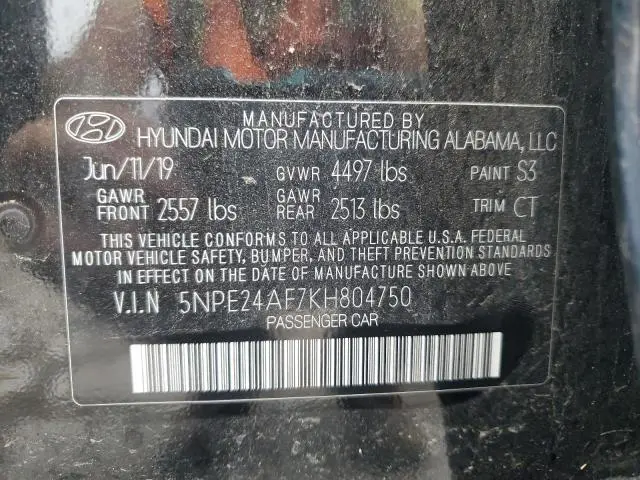 MANUFACTURED BY
HYUNDAI MOTOR MANUFACTURING ALABAMA, LLC
Jun/11/19 GVWR 4497 lbs PAINT S3
GAWR FRONT 2557 lbs GAWR REAR 2513 lbs TRIM CT
THIS VEHICLE CONFORMS TO ALL APPLICABLE U.S.A. FEDERAL
MOTOR VEHICLE SAFETY, BUMPER, AND THEFT PREVENTION STANDARDS
IN EFFECT ON THE DATE OF MANUFACTURE SHOWN ABOVE
V.I.N 5NPE24AF7KH804750
PASSENGER CAR